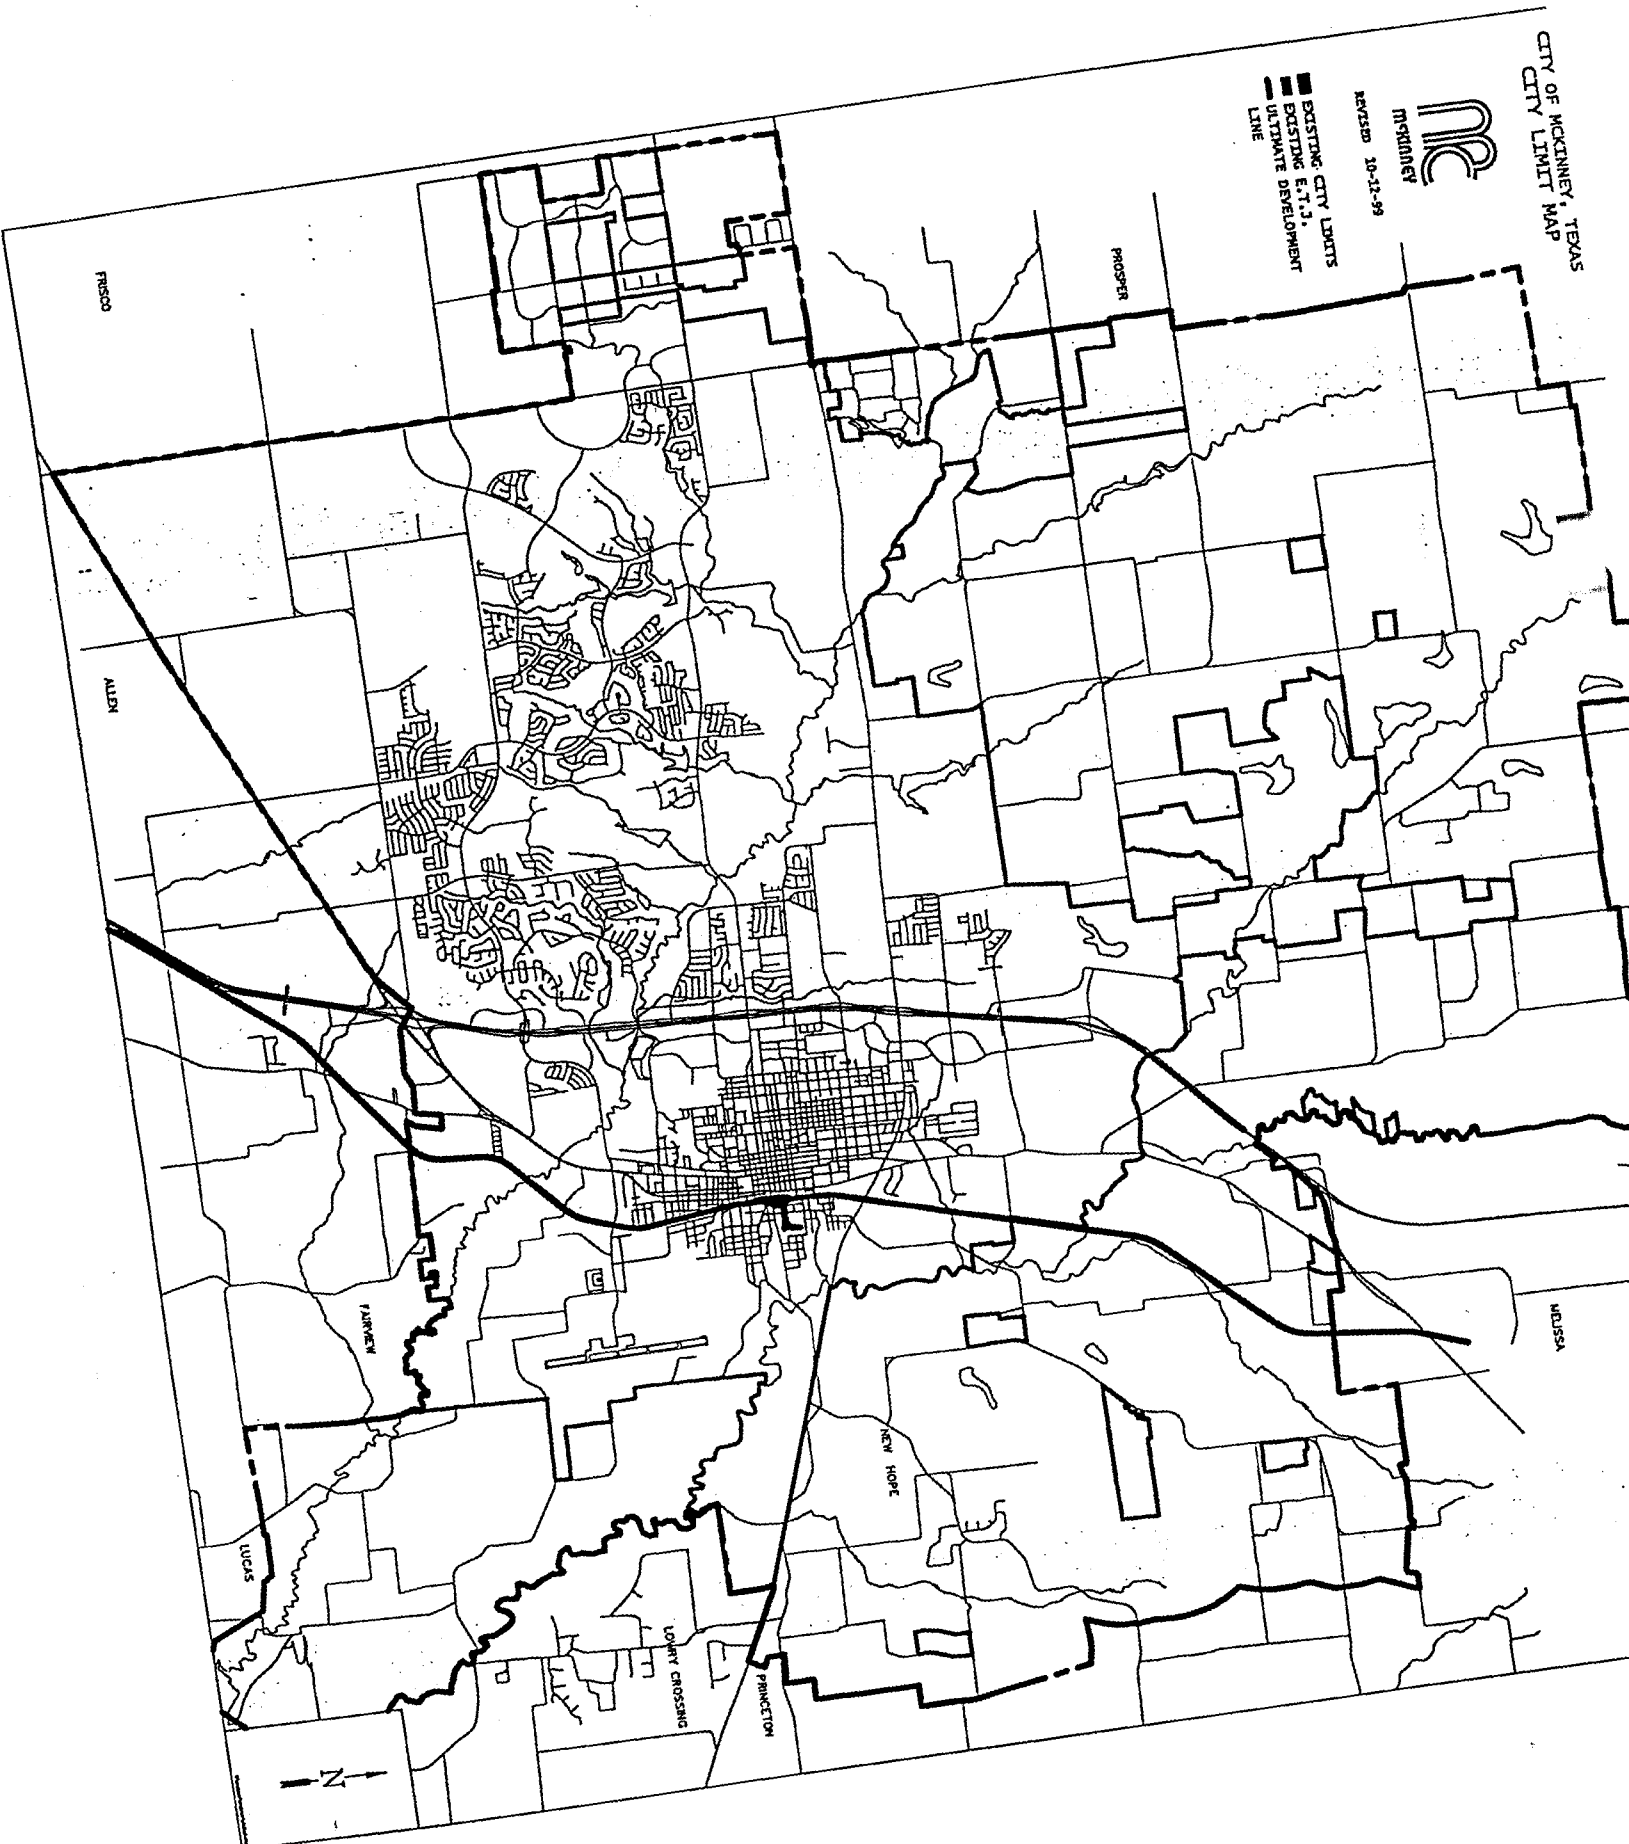 CITY OF MCKINNEY, TEXAS
CITY LIMIT MAP
MCKINNEY
REVISED 10-12-99
EXISTING CITY LIMITS
EXISTING E.T.J.
ULTIMATE DEVELOPMENT
LINE
PROSPER
FRISCO
ALLEN
MELISSA
FAIRVIEW
NEW HOPE
LUCAS
LOWRY CROSSING
PRINCETON
N